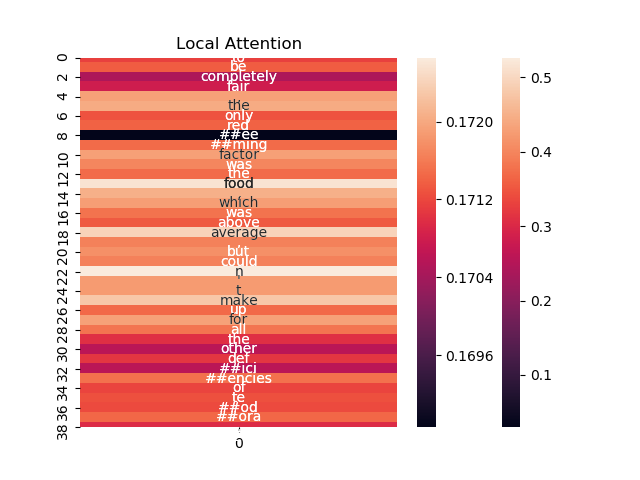 Local Attention
0
to
be
2
completely
fair
4
the
6
only
red
8
##ee
##ming
10
factor
was
12
the
food
14
which
16
was
above
18
average
20
but
could
22
n
'
24
t
make
26
up
for
28
all
the
30
other
def
32
##ici
##encies
34
of
te
36
##od
##ora
38
.
0
0.1720
0.1712
0.1704
0.1696
0.5
0.4
0.3
0.2
0.1